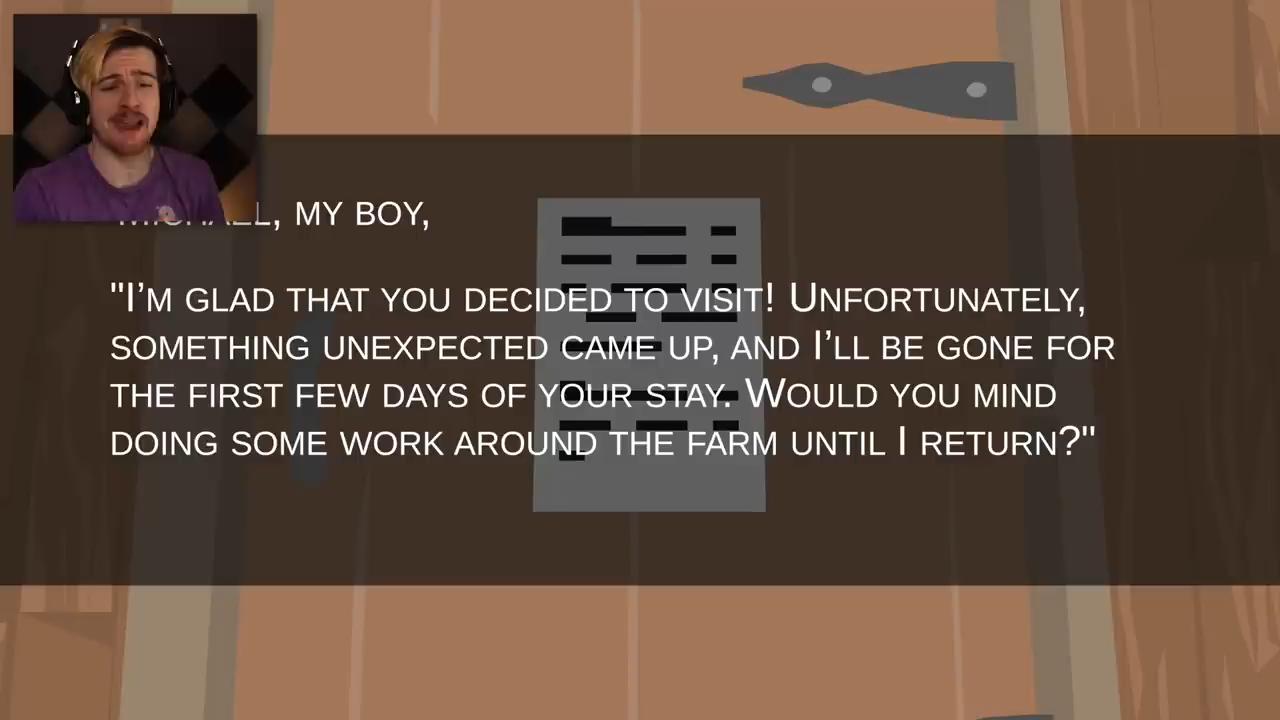 MICHAEL, MY BOY,
"I'M GLAD THAT YOU DECIDED TO VISIT! UNFORTUNATELY,
SOMETHING UNEXPECTED CAME UP, AND I'LL BE GONE FOR
THE FIRST FEW DAYS OF YOUR STAY. WOULD YOU MIND
DOING SOME WORK AROUND THE FARM UNTIL I RETURN?"